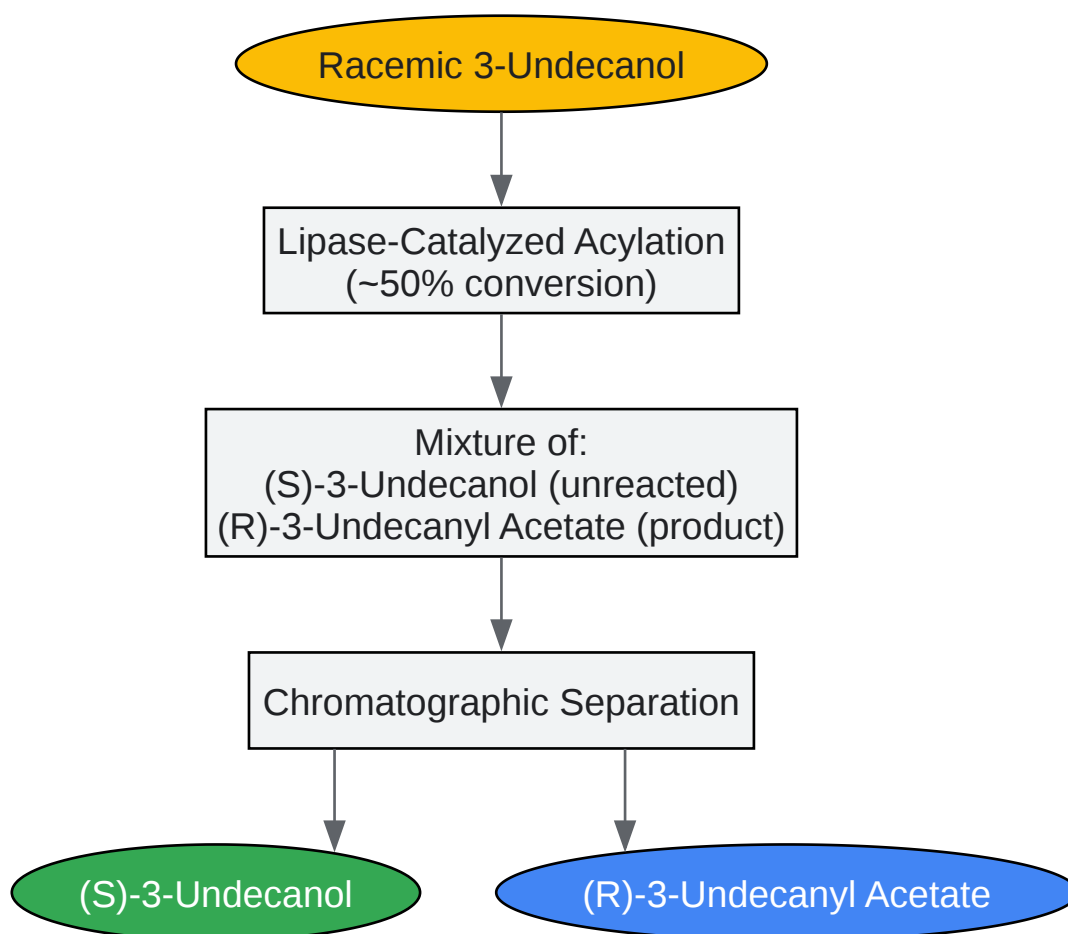 Racemic 3-Undecanol
Lipase-Catalyzed Acylation
(~50% conversion)
Mixture of:
(S)-3-Undecanol (unreacted)
(R)-3-Undecanyl Acetate (product)
Chromatographic Separation
(S)-3-Undecanol
(R)-3-Undecanyl Acetate